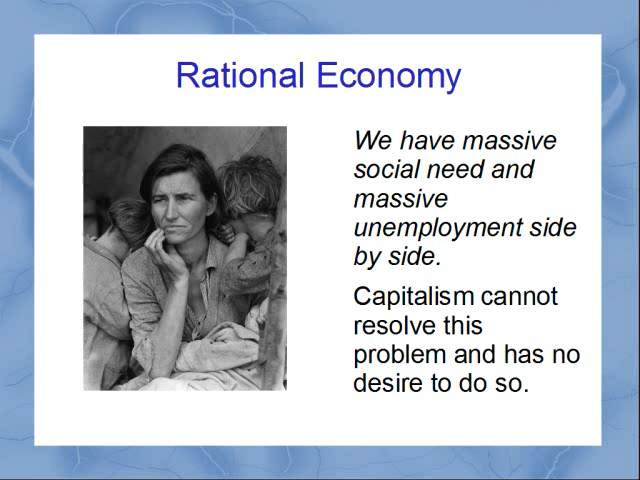 Rational Economy
We have massive
social need and
massive
unemployment side
by side.
Capitalism cannot
resolve this
problem and has no
desire to do so.